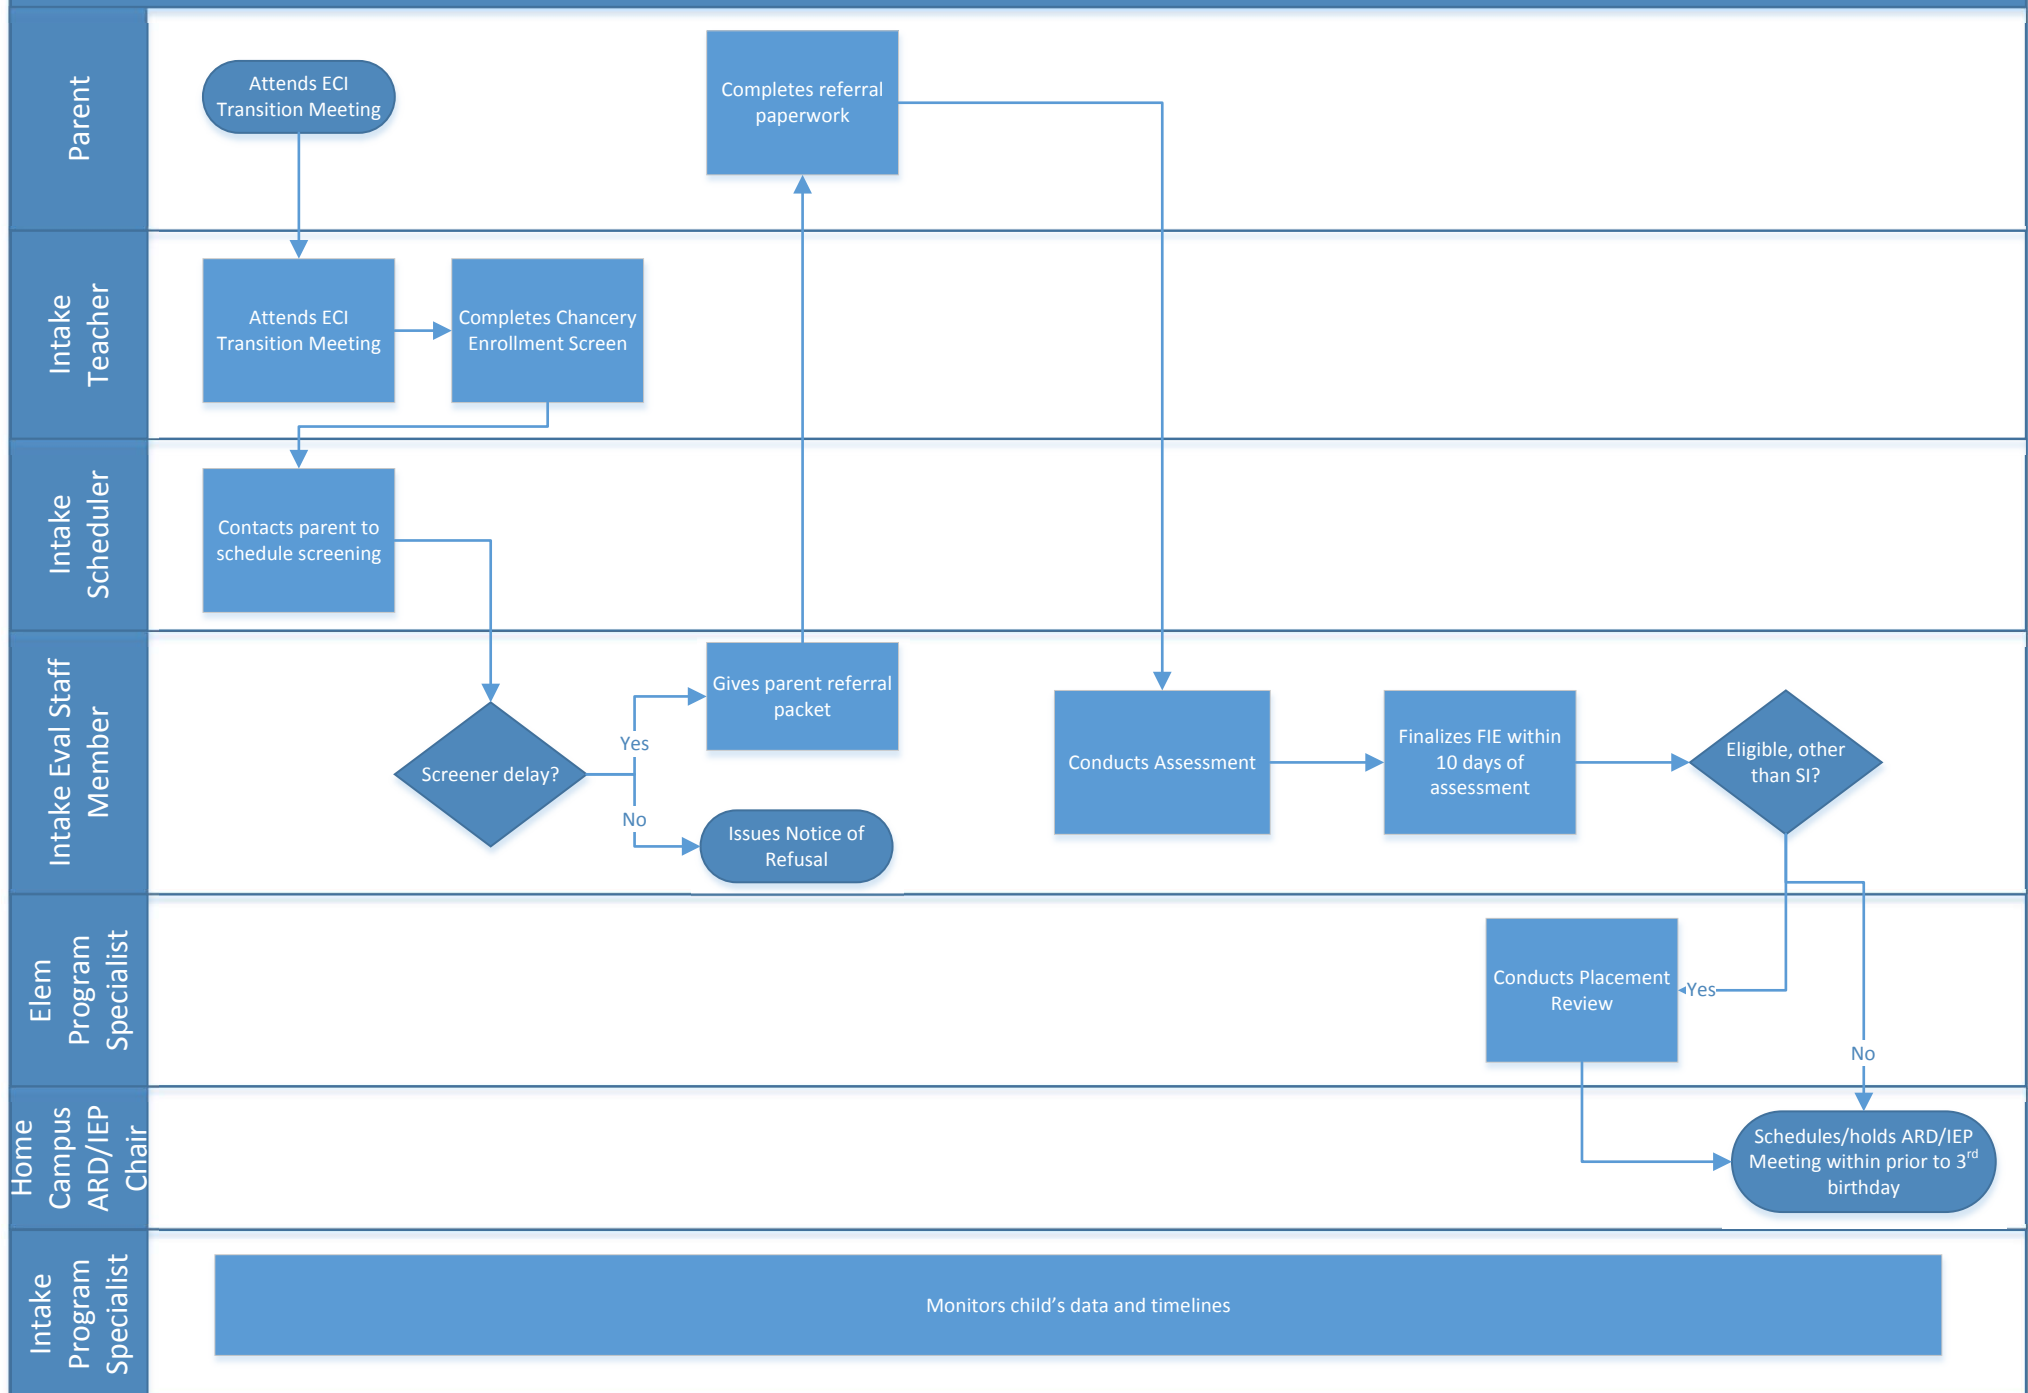 Parent
Attends ECI
Transition Meeting
Completes referral
paperwork
Intake
Teacher
Attends ECI
Transition Meeting
Completes Chancery
Enrollment Screen
Intake
Scheduler
Contacts parent to
schedule screening
Intake Eval Staff
Member
Screener delay?
Yes
No
Gives parent referral
packet
Issues Notice of
Refusal
Conducts Assessment
Finalizes FIE within
10 days of
assessment
Eligible, other
than SI?
Elem
Program
Specialist
Conducts Placement
Review
Yes
No
Home
Campus
ARD/IEP
Chair
Schedules/holds ARD/IEP
Meeting within prior to 3rd
birthday
Intake
Program
Specialist
Monitors child's data and timelines